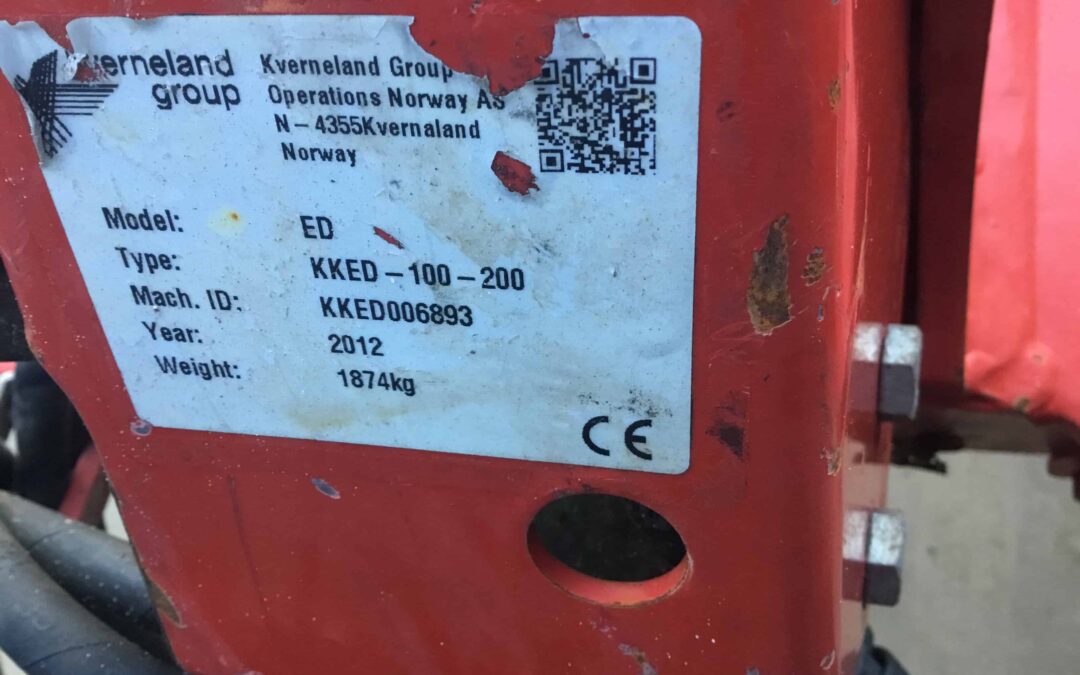 Kverneland
group
Kverneland Group
Operations Norway AS
N-4355Kvernaland
Norway
Model: ED
Type: KKED-100-200
Mach. ID: KKED006893
Year: 2012
Weight: 1874kg
CE